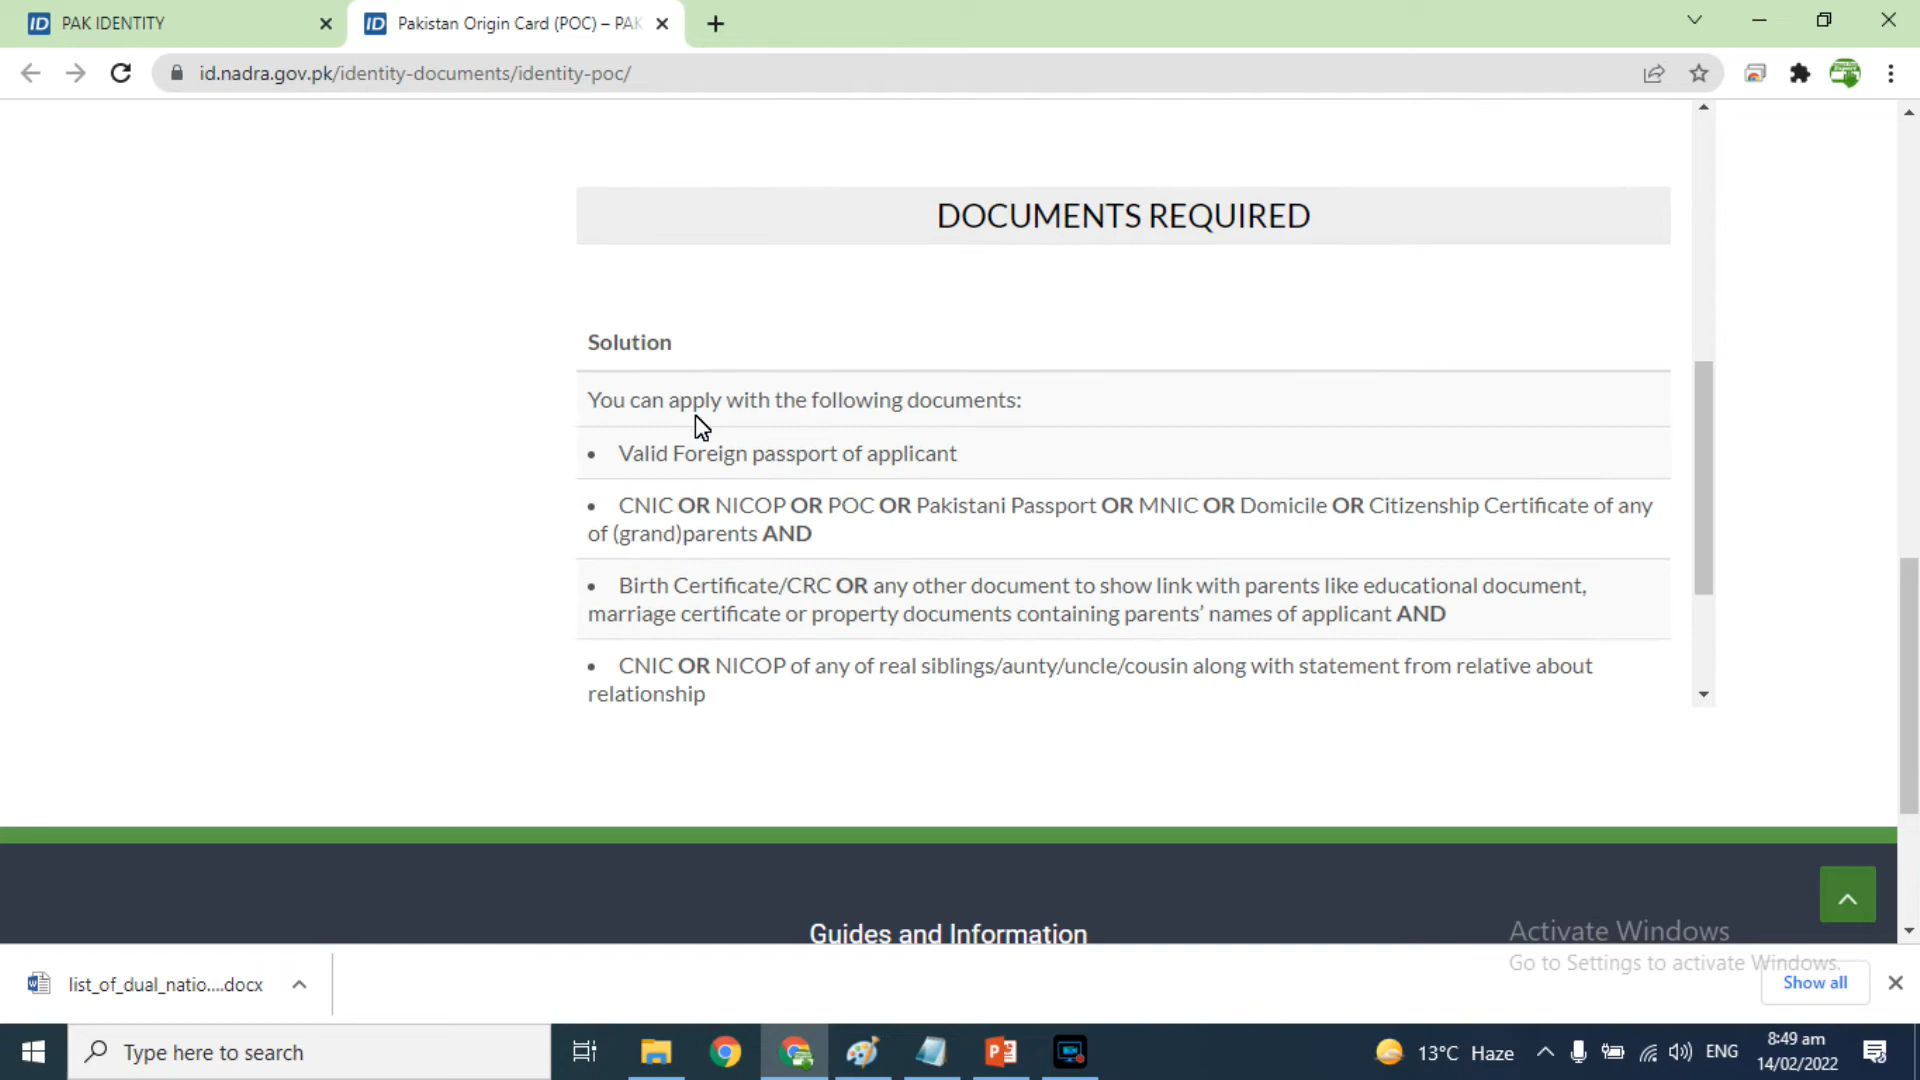 ID PAK IDENTITY
ID Pakistan Origin Card (POC) – PAK
id.nadra.gov.pk/identity-documents/identity-poc/
DOCUMENTS REQUIRED
Solution
You can apply with the following documents:
• Valid Foreign passport of applicant
• CNIC OR NICOP OR POC OR Pakistani Passport OR MNIC OR Domicile OR Citizenship Certificate of any
of (grand)parents AND
• Birth Certificate/CRC OR any other document to show link with parents like educational document,
marriage certificate or property documents containing parents’ names of applicant AND
• CNIC OR NICOP of any of real siblings/aunty/uncle/cousin along with statement from relative about
relationship
Guides and Information
Activate Windows
Go to Settings to activate Windows.
list_of_dual_natio....docx
Show all
Type here to search
13°C Haze
ENG
8:49 am
14/02/2022